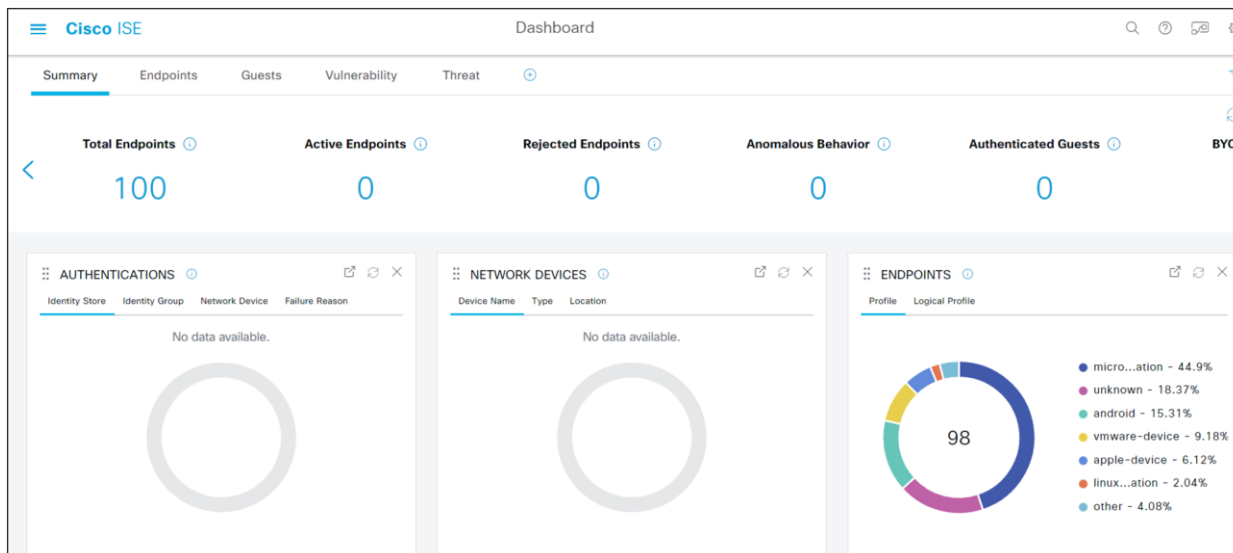 Cisco ISE
Dashboard
Summary
Endpoints
Guests
Vulnerability
Threat
Total Endpoints
Active Endpoints
Rejected Endpoints
Anomalous Behavior
Authenticated Guests
100
0
0
0
0
AUTHENTICATIONS
Identity Store
Identity Group
Network Device
Failure Reason
No data available.
NETWORK DEVICES
Device Name
Type
Location
No data available.
ENDPOINTS
Profile
Logical Profile
98
micro...ation - 44.9%
unknown - 18.37%
android - 15.31%
vmware-device - 9.18%
apple-device - 6.12%
linux...ation - 2.04%
other - 4.08%